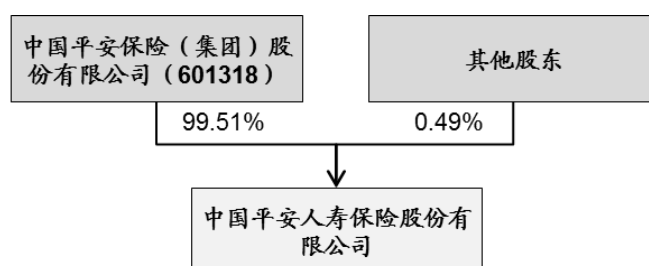 中国平安保险（集团）股
份有限公司（601318）
其他股东
99.51%
0.49%
中国平安人寿保险股份有
限公司